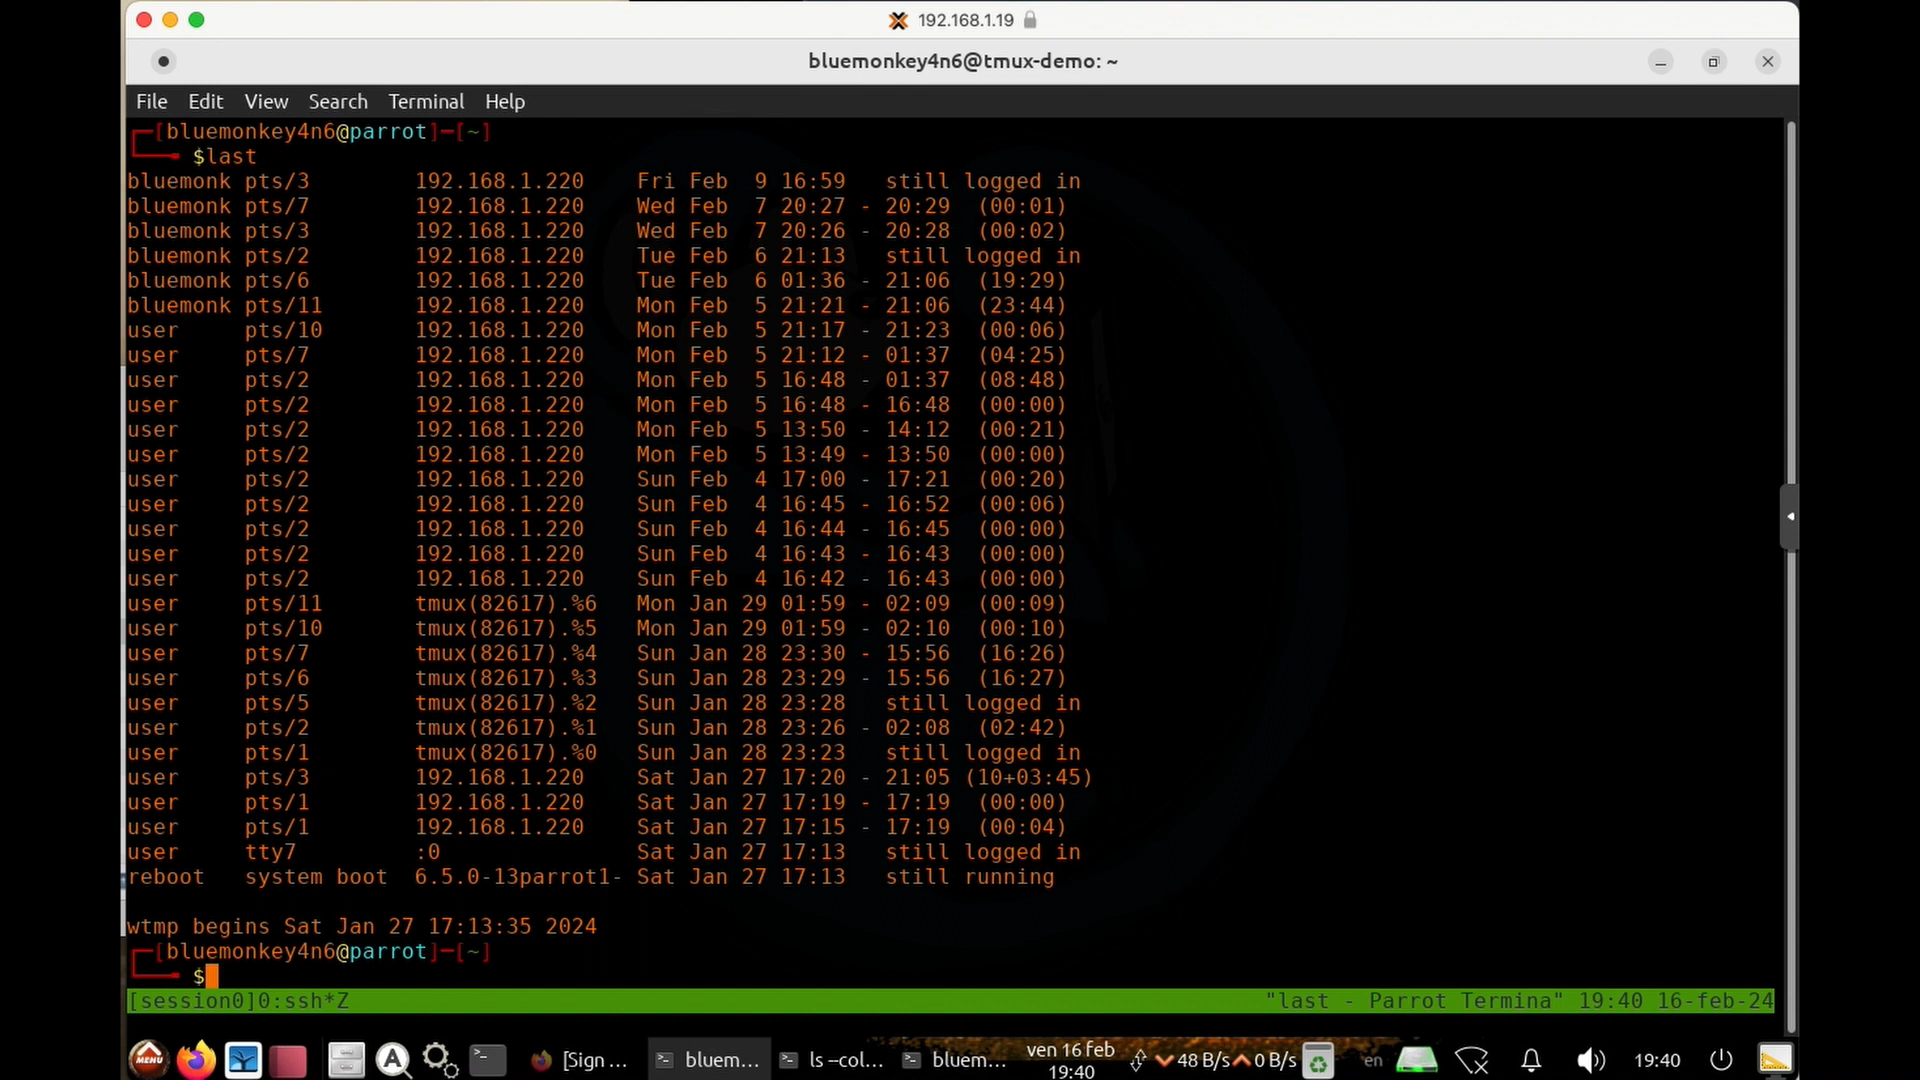 192.168.1.19
bluemonkey4n6@tmux-demo: ~
File Edit View Search Terminal Help
┌─[bluemonkey4n6@parrot]─[~]
└──╼ $last
bluemonk pts/3        192.168.1.220    Fri Feb  9 16:59   still logged in
bluemonk pts/7        192.168.1.220    Wed Feb  7 20:27 - 20:29  (00:01)
bluemonk pts/3        192.168.1.220    Wed Feb  7 20:26 - 20:28  (00:02)
bluemonk pts/2        192.168.1.220    Tue Feb  6 21:13   still logged in
bluemonk pts/6        192.168.1.220    Tue Feb  6 01:36 - 21:06  (19:29)
bluemonk pts/11       192.168.1.220    Mon Feb  5 21:21 - 21:06  (23:44)
user     pts/10       192.168.1.220    Mon Feb  5 21:17 - 21:23  (00:06)
user     pts/7        192.168.1.220    Mon Feb  5 21:12 - 01:37  (04:25)
user     pts/2        192.168.1.220    Mon Feb  5 16:48 - 01:37  (08:48)
user     pts/2        192.168.1.220    Mon Feb  5 16:48 - 16:48  (00:00)
user     pts/2        192.168.1.220    Mon Feb  5 13:50 - 14:12  (00:21)
user     pts/2        192.168.1.220    Mon Feb  5 13:49 - 13:50  (00:00)
user     pts/2        192.168.1.220    Sun Feb  4 17:00 - 17:21  (00:20)
user     pts/2        192.168.1.220    Sun Feb  4 16:45 - 16:52  (00:06)
user     pts/2        192.168.1.220    Sun Feb  4 16:44 - 16:45  (00:00)
user     pts/2        192.168.1.220    Sun Feb  4 16:43 - 16:43  (00:00)
user     pts/2        192.168.1.220    Sun Feb  4 16:42 - 16:43  (00:00)
user     pts/11       tmux(82617).%6   Mon Jan 29 01:59 - 02:09  (00:09)
user     pts/10       tmux(82617).%5   Mon Jan 29 01:59 - 02:10  (00:10)
user     pts/7        tmux(82617).%4   Sun Jan 28 23:30 - 15:56  (16:26)
user     pts/6        tmux(82617).%3   Sun Jan 28 23:29 - 15:56  (16:27)
user     pts/5        tmux(82617).%2   Sun Jan 28 23:28   still logged in
user     pts/2        tmux(82617).%1   Sun Jan 28 23:26 - 02:08  (02:42)
user     pts/1        tmux(82617).%0   Sun Jan 28 23:23   still logged in
user     pts/3        192.168.1.220    Sat Jan 27 17:20 - 21:05 (10+03:45)
user     pts/1        192.168.1.220    Sat Jan 27 17:19 - 17:19  (00:00)
user     pts/1        192.168.1.220    Sat Jan 27 17:15 - 17:19  (00:04)
user     tty7         :0               Sat Jan 27 17:13   still logged in
reboot   system boot  6.5.0-13parrot1- Sat Jan 27 17:13   still running
wtmp begins Sat Jan 27 17:13:35 2024
┌─[bluemonkey4n6@parrot]─[~]
└──╼ $
[session0]0:ssh*Z "last - Parrot Termina" 19:40 16-feb-24
MENU [Sign ... bluem... ls --col... bluem... ven 16 feb 48 B/s 0 B/s en 19:40
19:40